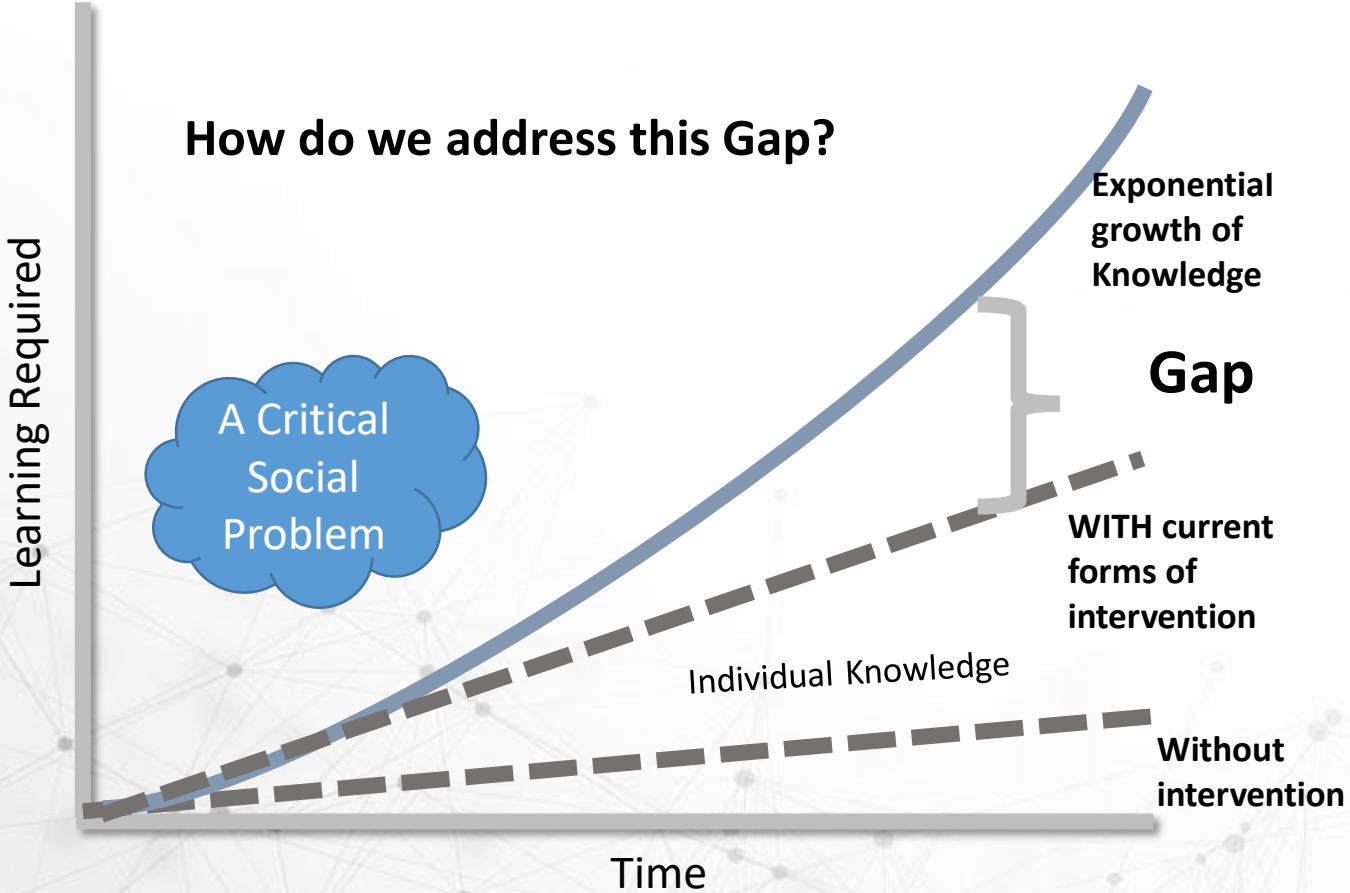 How do we address this Gap?
Exponential
growth of
Knowledge
Learning Required
Gap
A Critical
Social
Problem
WITH current
forms of
intervention
Individual Knowledge
Without
intervention
Time